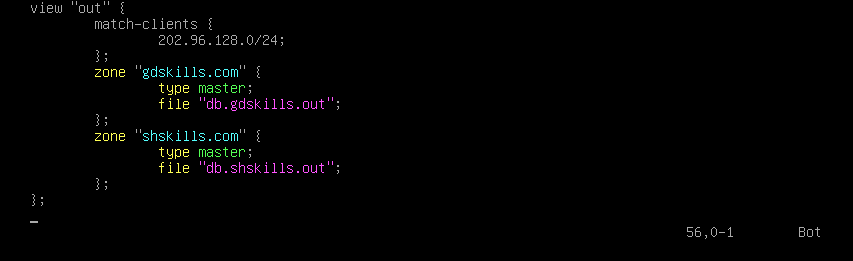 view "out" {
        match-clients {
                202.96.128.0/24;
        };
        zone "gdskills.com" {
                type master;
                file "db.gdskills.out";
        };
        zone "shskills.com" {
                type master;
                file "db.shskills.out";
        };
};
56,0-1        Bot